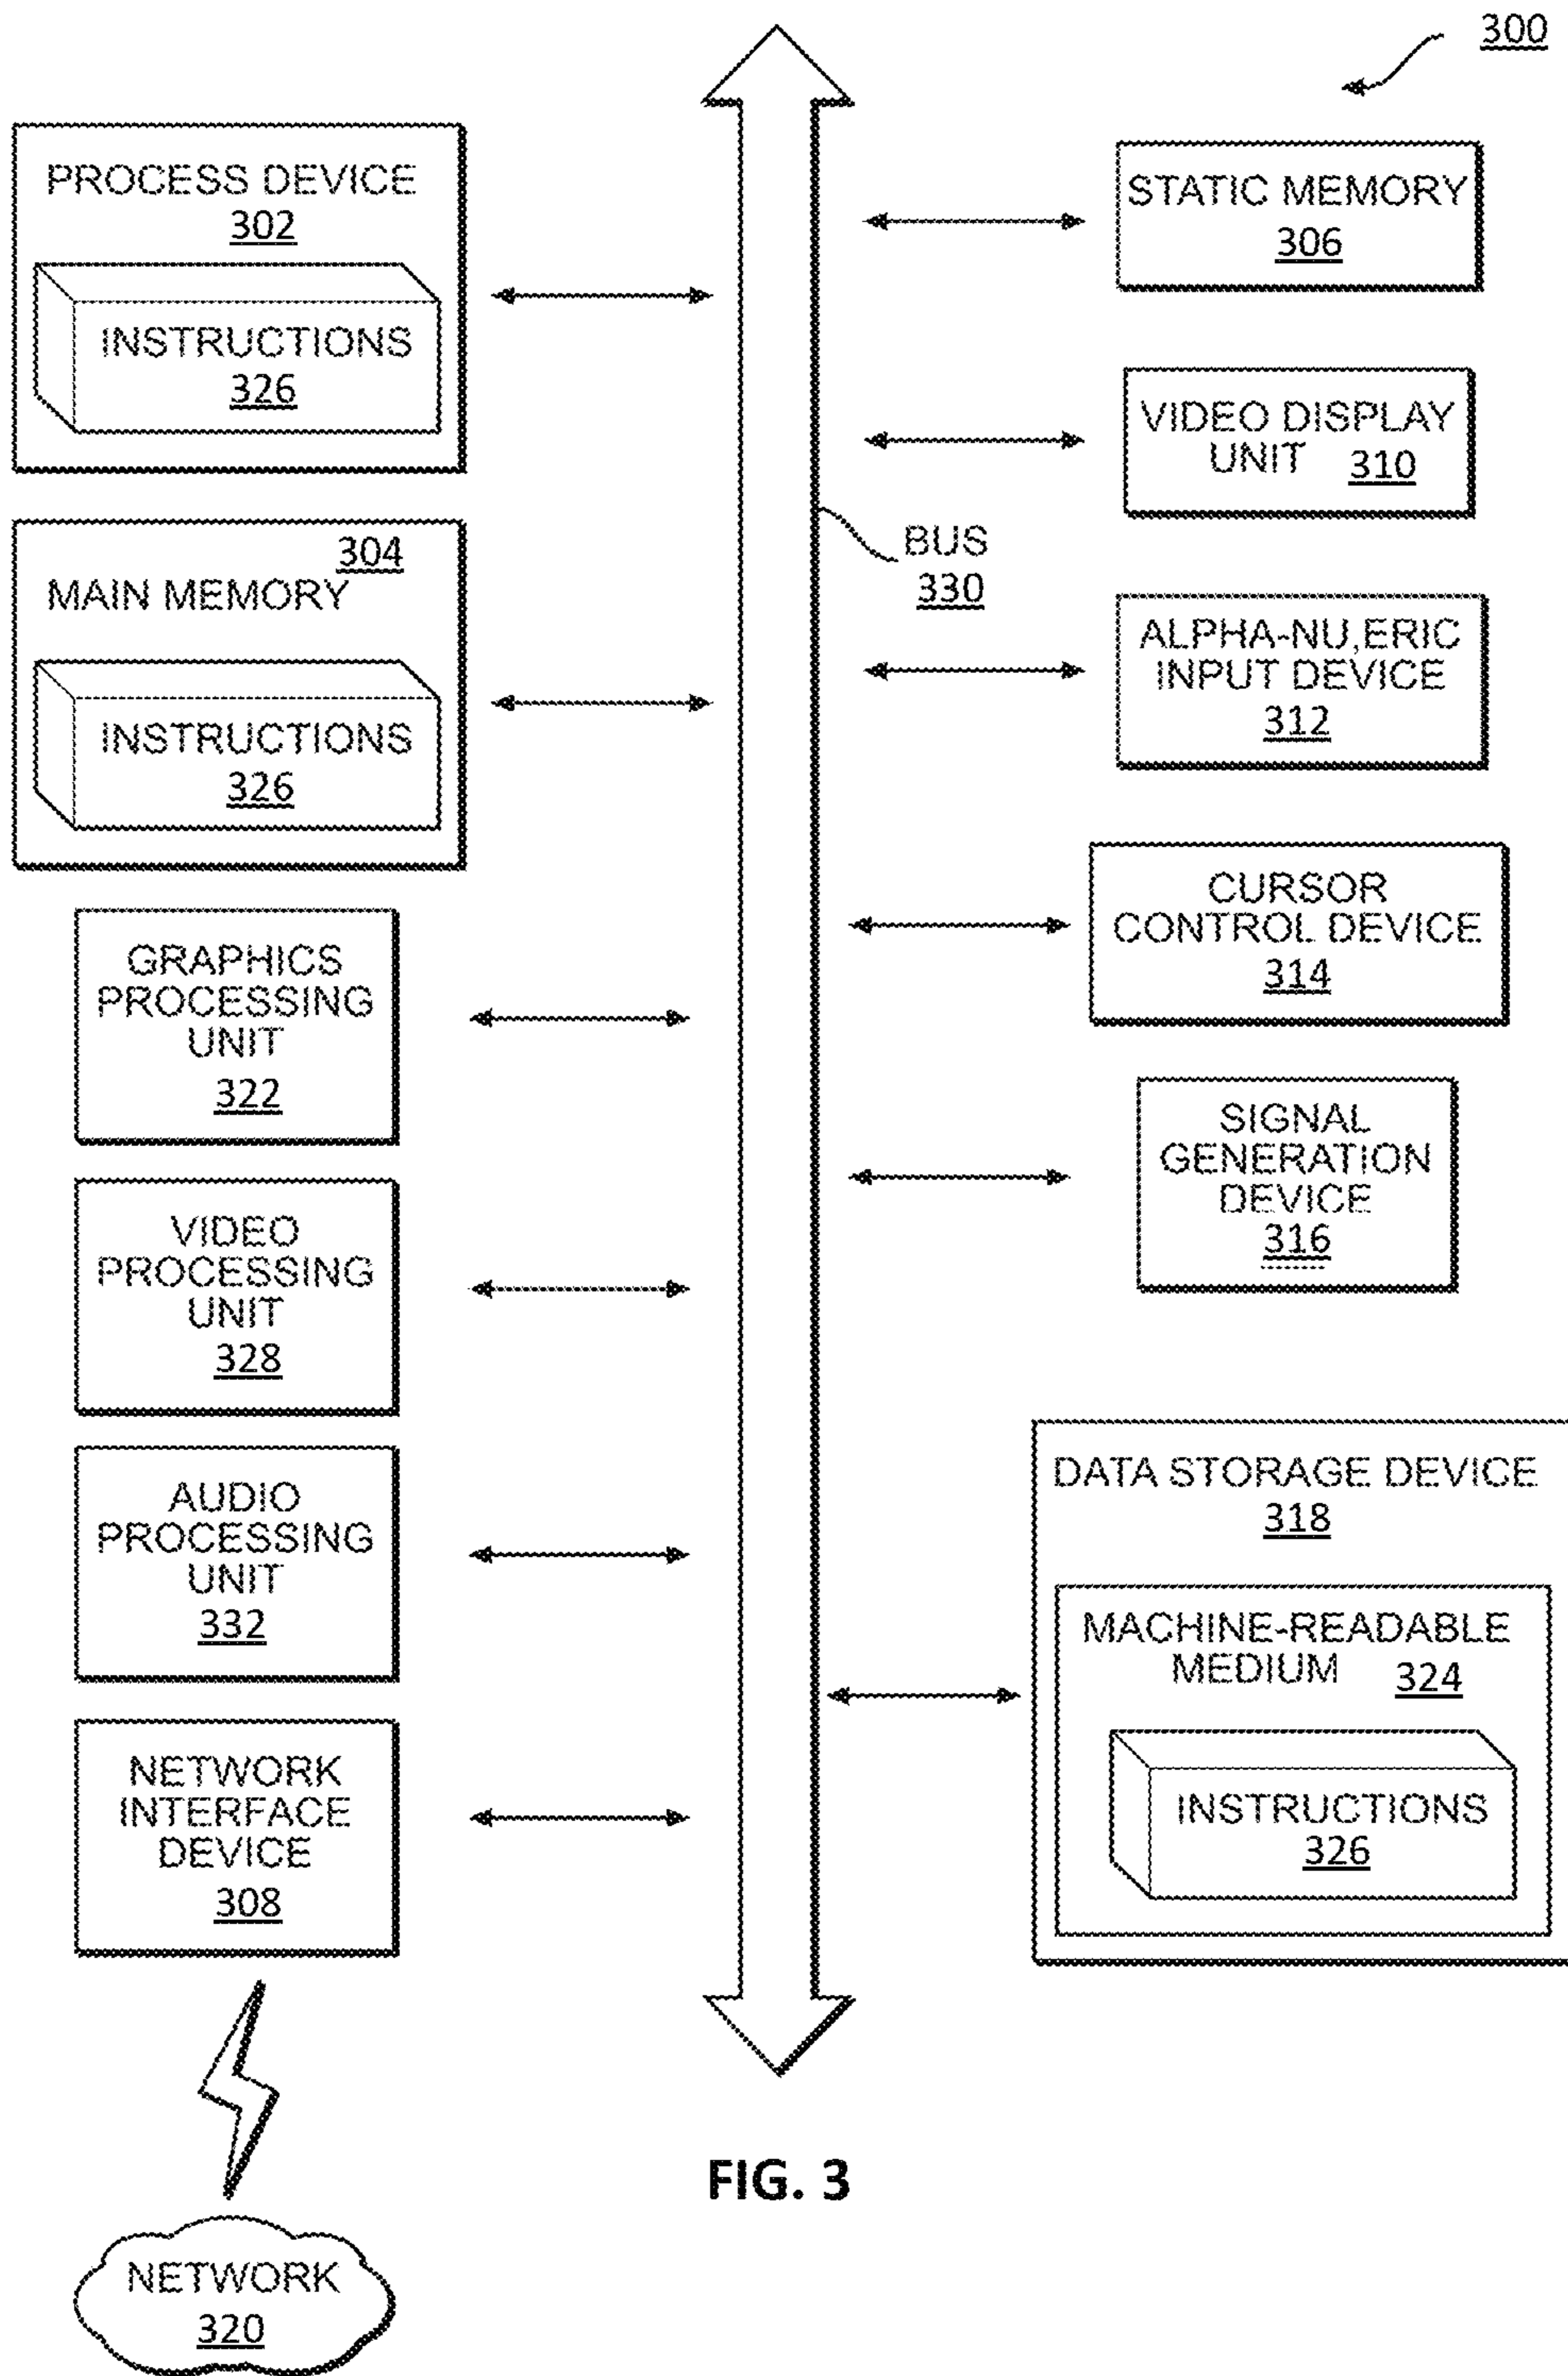 300
PROCESS DEVICE
302
INSTRUCTIONS
326
304
MAIN MEMORY
INSTRUCTIONS
326
GRAPHICS
PROCESSING
UNIT
322
VIDEO
PROCESSING
UNIT
328
AUDIO
PROCESSING
UNIT
332
NETWORK
INTERFACE
DEVICE
308
NETWORK
320
BUS
330
STATIC MEMORY
306
VIDEO DISPLAY
UNIT 310
ALPHA-NU,ERIC
INPUT DEVICE
312
CURSOR
CONTROL DEVICE
314
SIGNAL
GENERATION
DEVICE
316
DATA STORAGE DEVICE
318
MACHINE-READABLE
MEDIUM 324
INSTRUCTIONS
326
FIG. 3